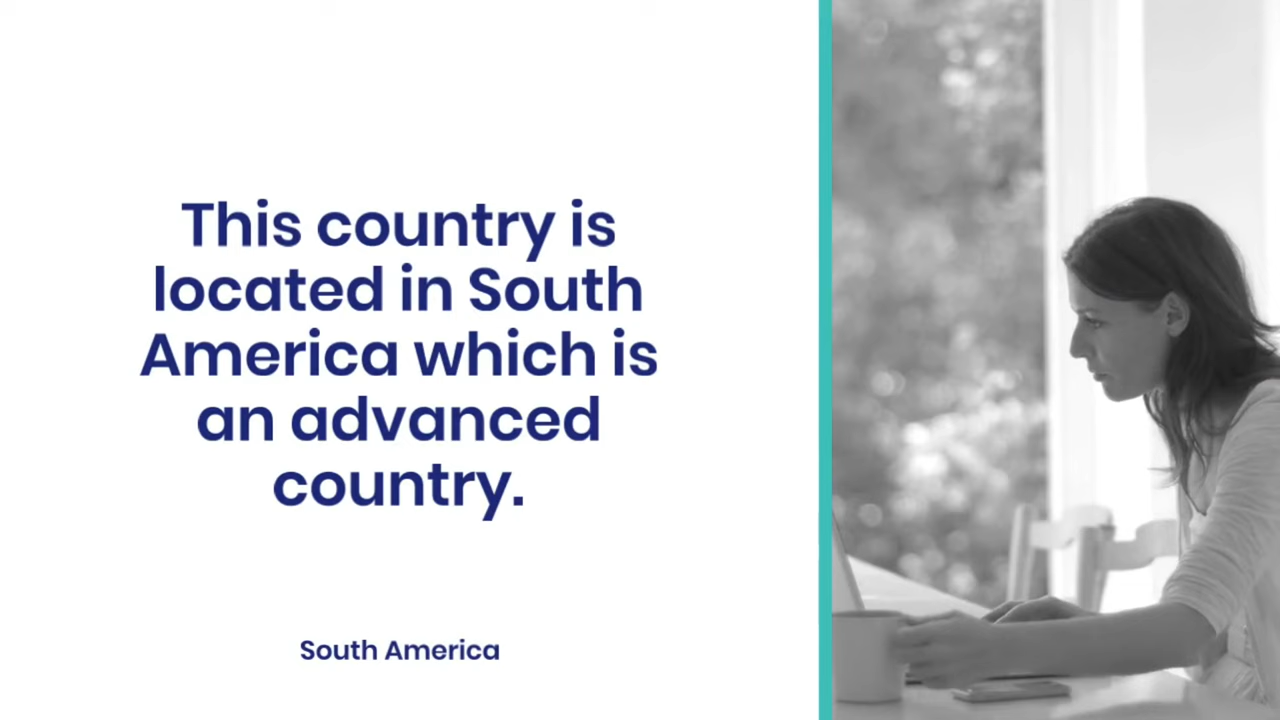 This country is
located in South
America which is
an advanced
country.
South America